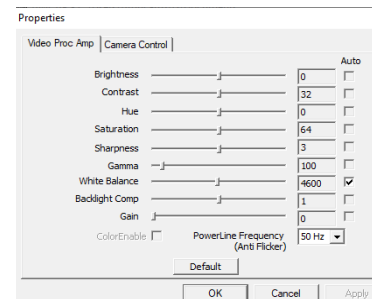 Properties
Video Proc Amp Camera Control
Auto
Brightness 0
Contrast 32
Hue 0
Saturation 64
Sharpness 3
Gamma 100
White Balance 4600
Backlight Comp 1
Gain 0
ColorEnable PowerLine Frequency 50 Hz
(Anti Flicker)
Default
OK Cancel Apply